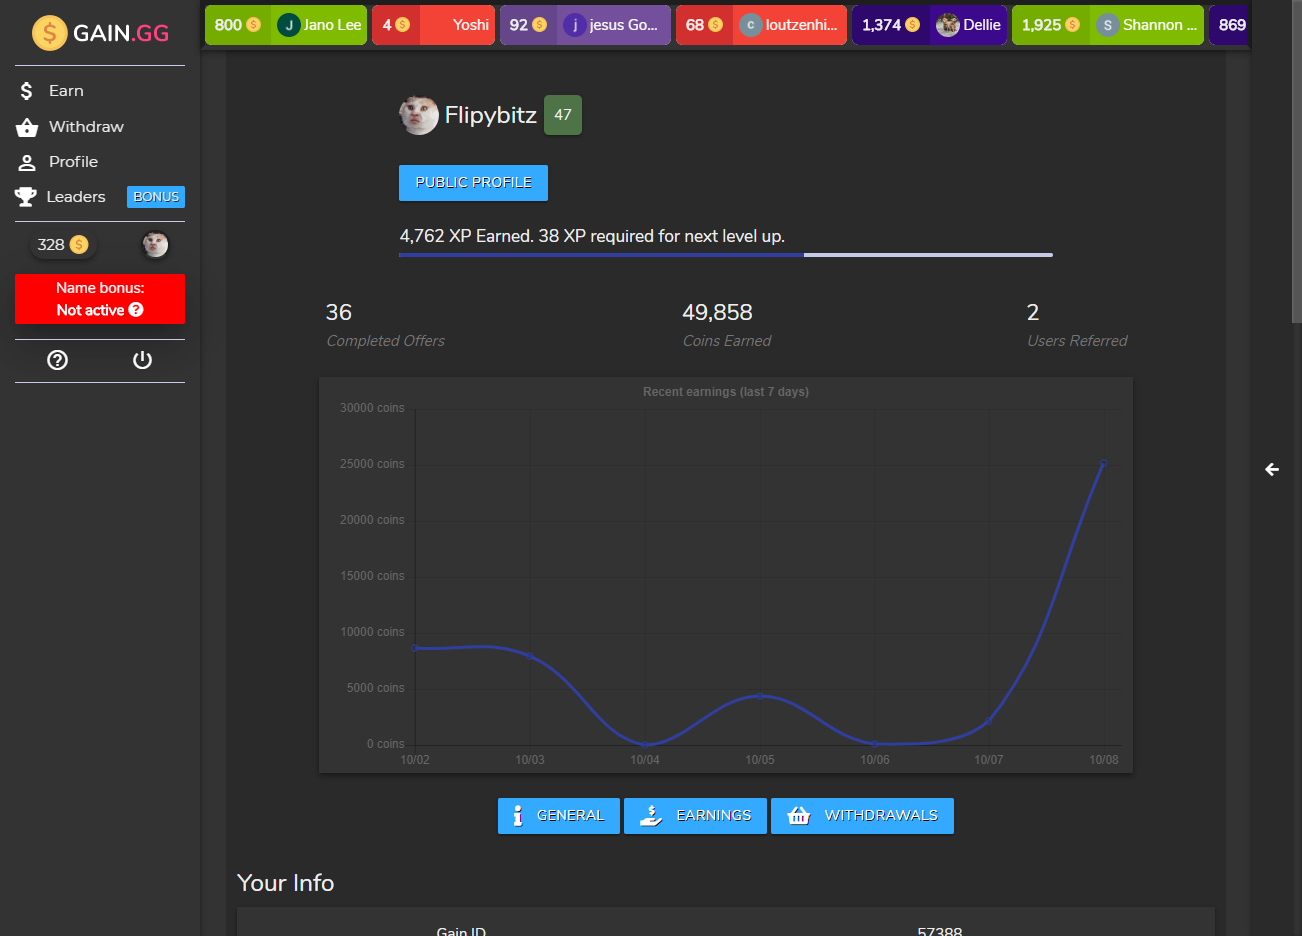 GAIN.GG
800 J Jano Lee 4 Yoshi 92 j jesus Go... 68 c loutzenhi... 1,374 Dellie 1,925 S Shannon ... 869
Earn
Withdraw
Profile
Leaders BONUS
328
Name bonus:
Not active
Flipybitz 47
PUBLIC PROFILE
4,762 XP Earned. 38 XP required for next level up.
36 49,858 2
Completed Offers Coins Earned Users Referred
Recent earnings (last 7 days)
30000 coins
25000 coins
20000 coins
15000 coins
10000 coins
5000 coins
0 coins
10/02 10/03 10/04 10/05 10/06 10/07 10/08
GENERAL EARNINGS WITHDRAWALS
Your Info
Gain ID 57388